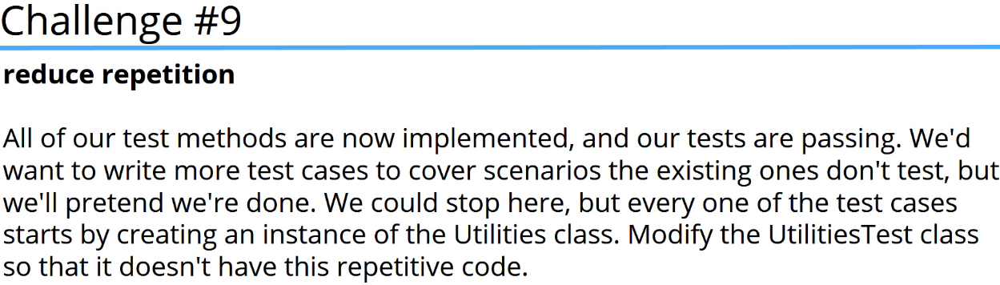 Challenge #9
reduce repetition
All of our test methods are now implemented, and our tests are passing. We'd
want to write more test cases to cover scenarios the existing ones don't test, but
we'll pretend we're done. We could stop here, but every one of the test cases
starts by creating an instance of the Utilities class. Modify the UtilitiesTest class
so that it doesn't have this repetitive code.